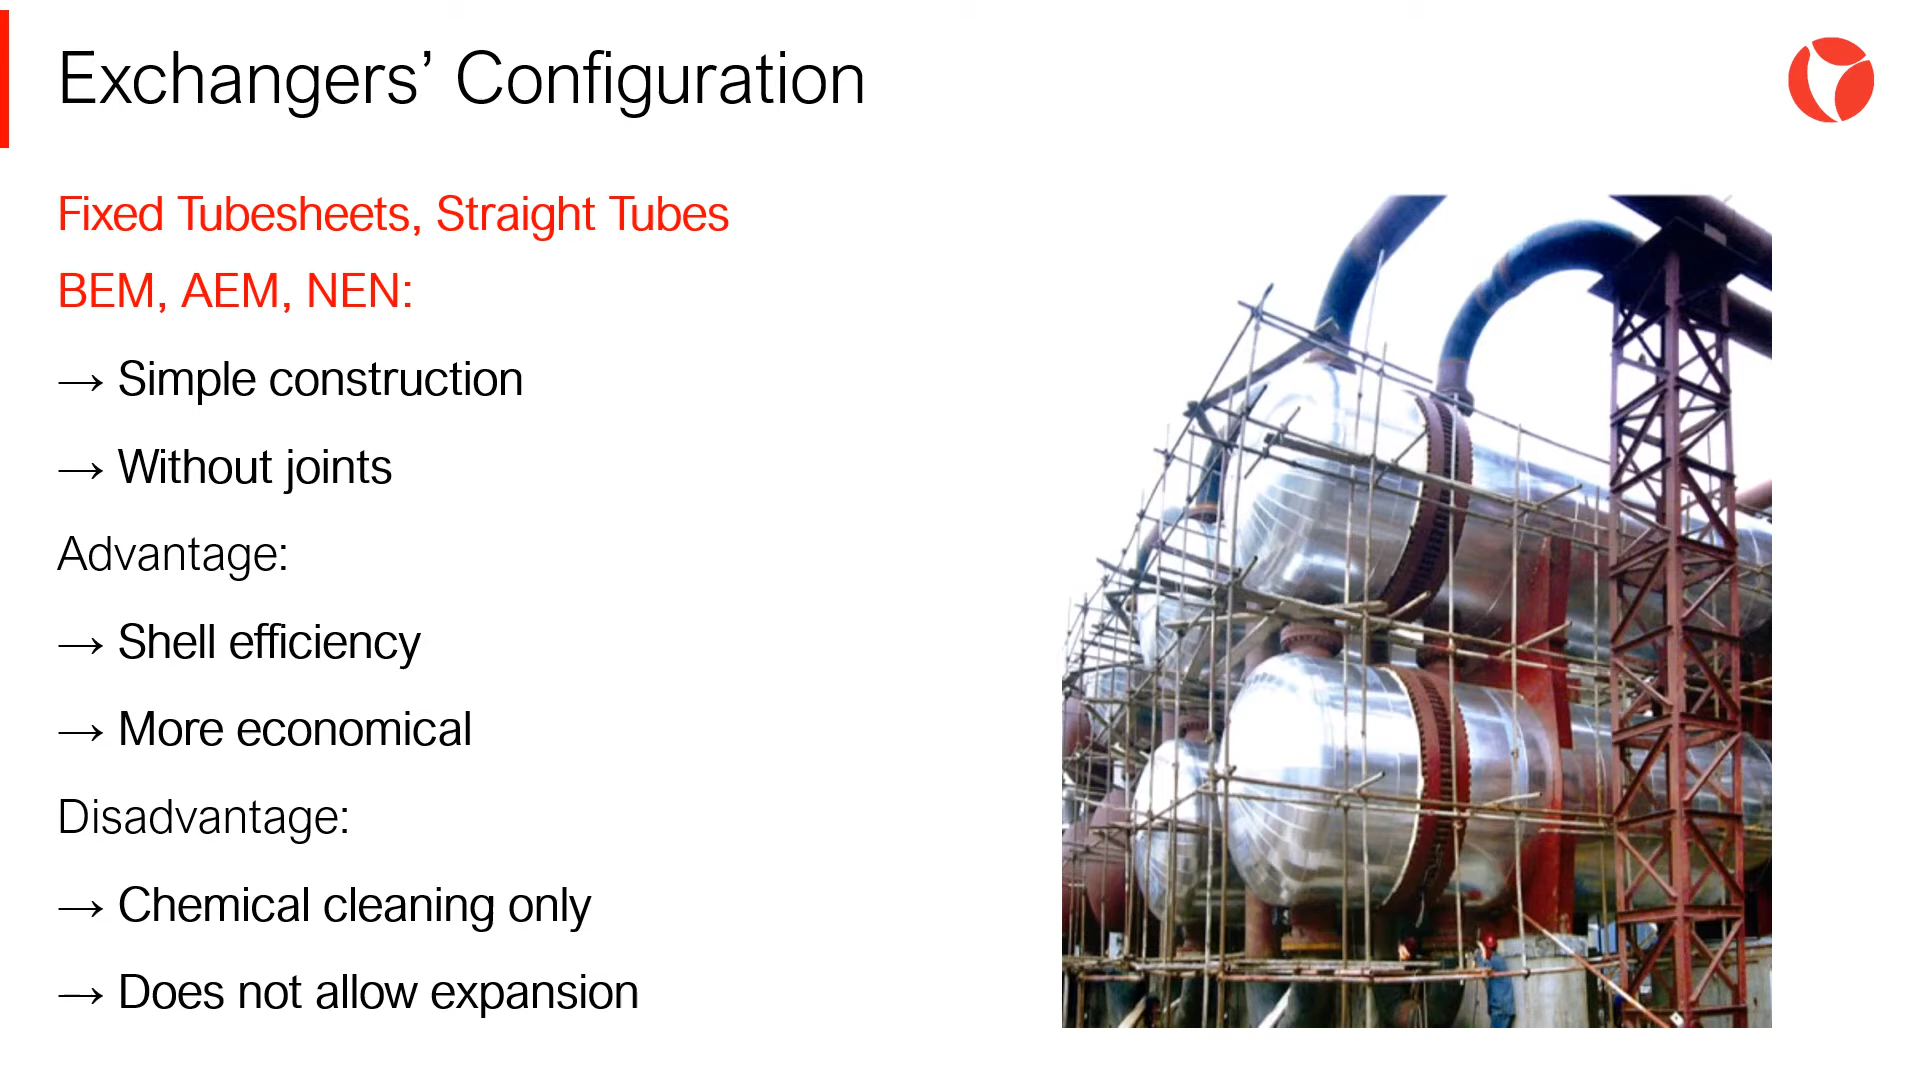 Exchangers’ Configuration
Fixed Tubesheets, Straight Tubes
BEM, AEM, NEN:
→ Simple construction
→ Without joints
Advantage:
→ Shell efficiency
→ More economical
Disadvantage:
→ Chemical cleaning only
→ Does not allow expansion